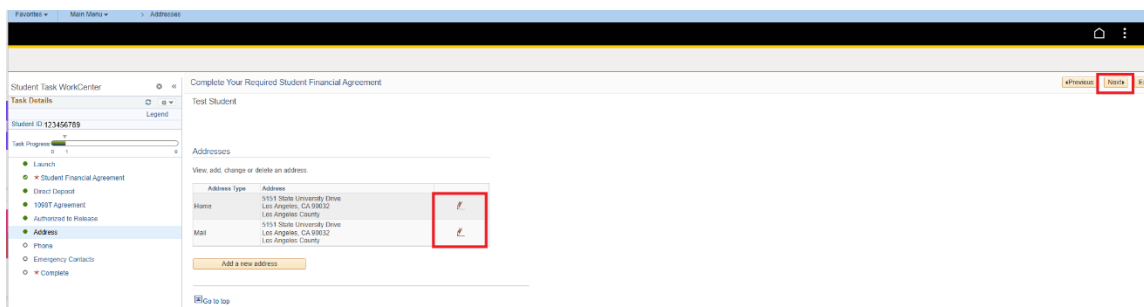 Favorites Main Menu > Addresses
Student Task WorkCenter
Complete Your Required Student Financial Agreement
Previous Next
Task Details
Test Student
Legend
Student ID: 123456789
Task Progress:
Addresses
Launch
View, add, change or delete an address.
* Student Financial Agreement
Direct Deposit
Address Type Address
1098T Agreement
Home
5151 State University Drive
Los Angeles, CA 90032
Los Angeles County
Authorized to Release
Address
Mail
5151 State University Drive
Los Angeles, CA 90032
Los Angeles County
Phone
Emergency Contacts
Add a new address
* Complete
Go to top